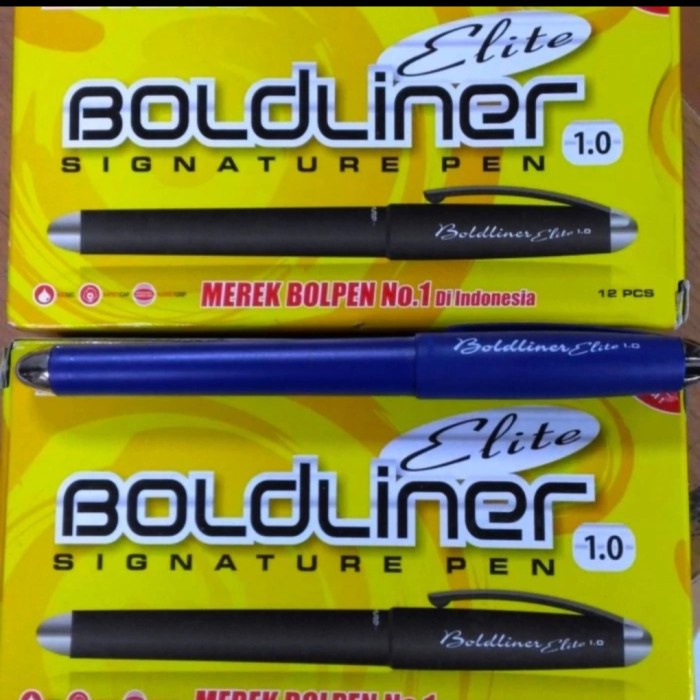 Elite
BOLDLINER
1.0
SIGNATURE PEN
Boldliner Elite 1.0
MEREK BOLPEN No.1 Di Indonesia
12 PCS
Boldliner Elite 1.0
Elite
BOLDLINER
1.0
SIGNATURE PEN
Boldliner Elite 1.0
MEREK BOLPEN No.1